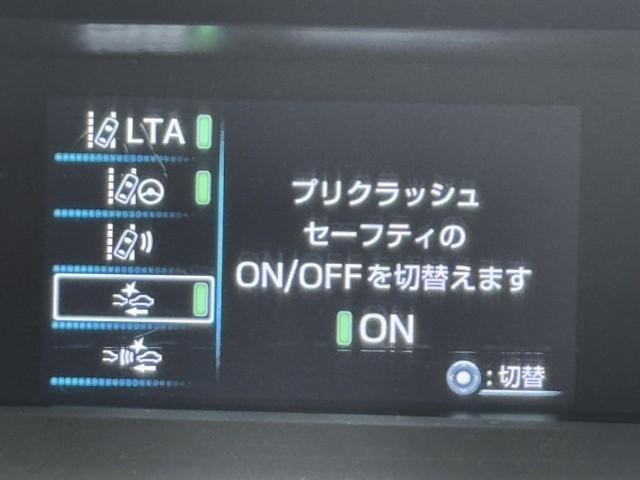 LTA
プリクラッシュ
セーフティの
ON/OFFを切替えます
ON
:切替